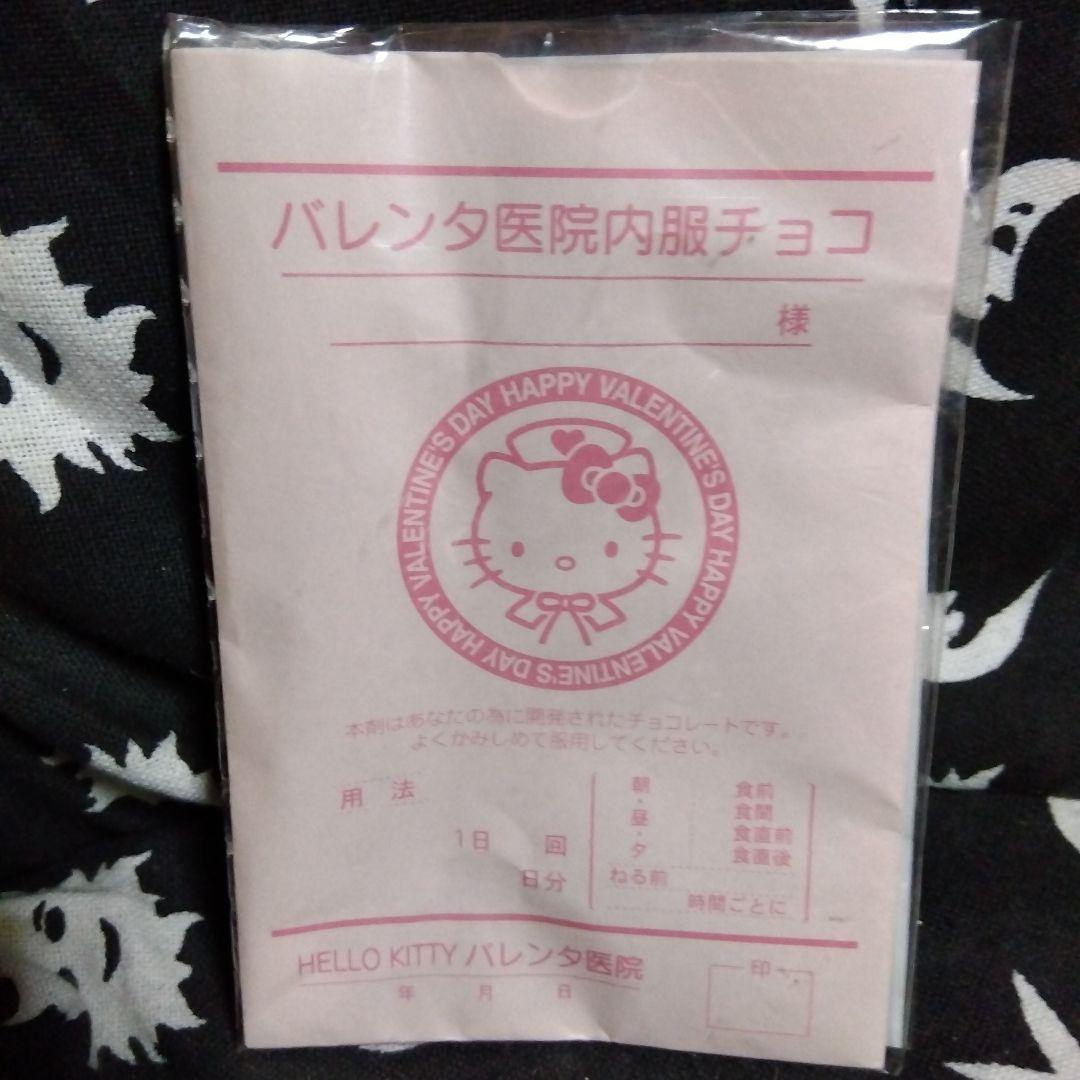 バレンタ医院内服チョコ
様
HAPPY VALENTINE'S DAY HAPPY VALENTINE'S DAY HAPPY VALENTINE'S DAY
本剤はあなたの為に開発されたチョコレートです。
よくかみしめて服用してください。
用 法
1日 回
日分
朝・昼・夕
食前
食間
食直前
食直後
ねる前
時間ごとに
HELLO KITTY バレンタ医院
年 月 日
印